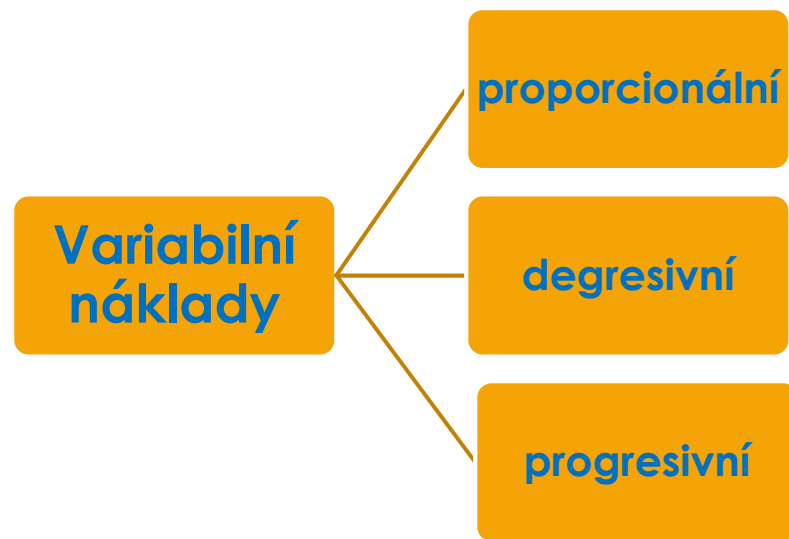 Variabilní
náklady
proporcionální
degresivní
progresivní